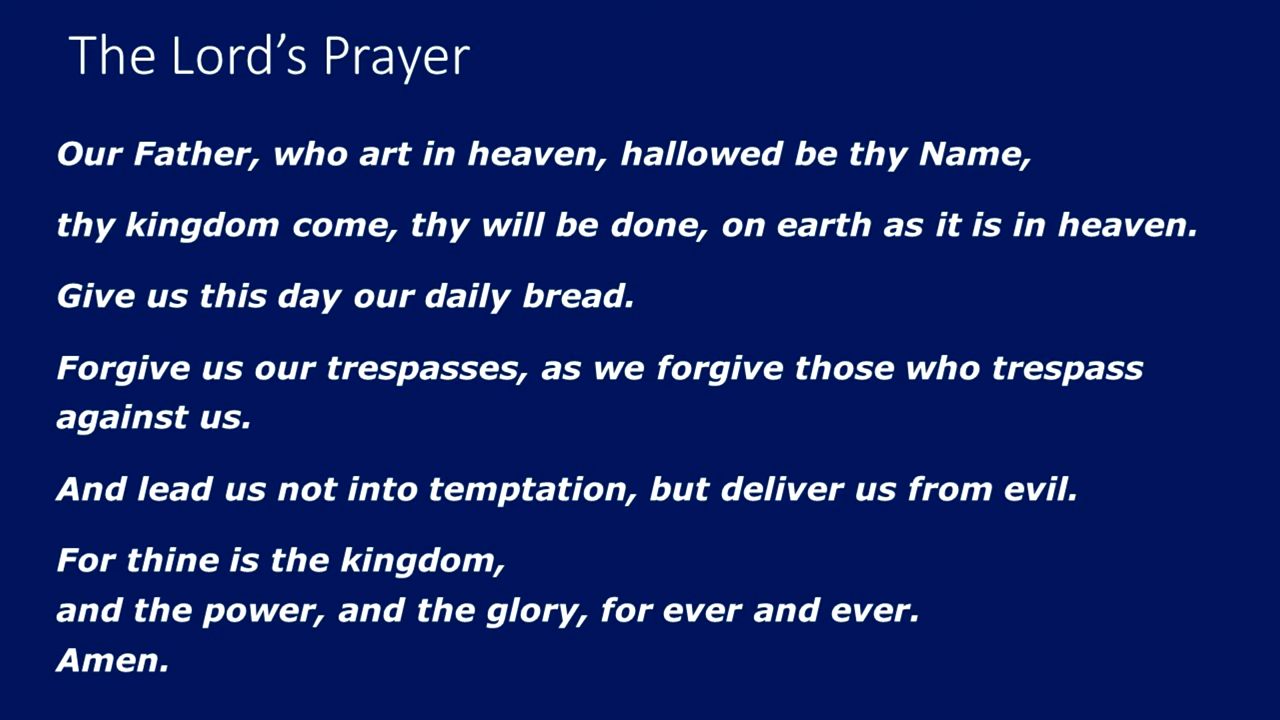 The Lord’s Prayer
Our Father, who art in heaven, hallowed be thy Name,
thy kingdom come, thy will be done, on earth as it is in heaven.
Give us this day our daily bread.
Forgive us our trespasses, as we forgive those who trespass
against us.
And lead us not into temptation, but deliver us from evil.
For thine is the kingdom,
and the power, and the glory, for ever and ever.
Amen.